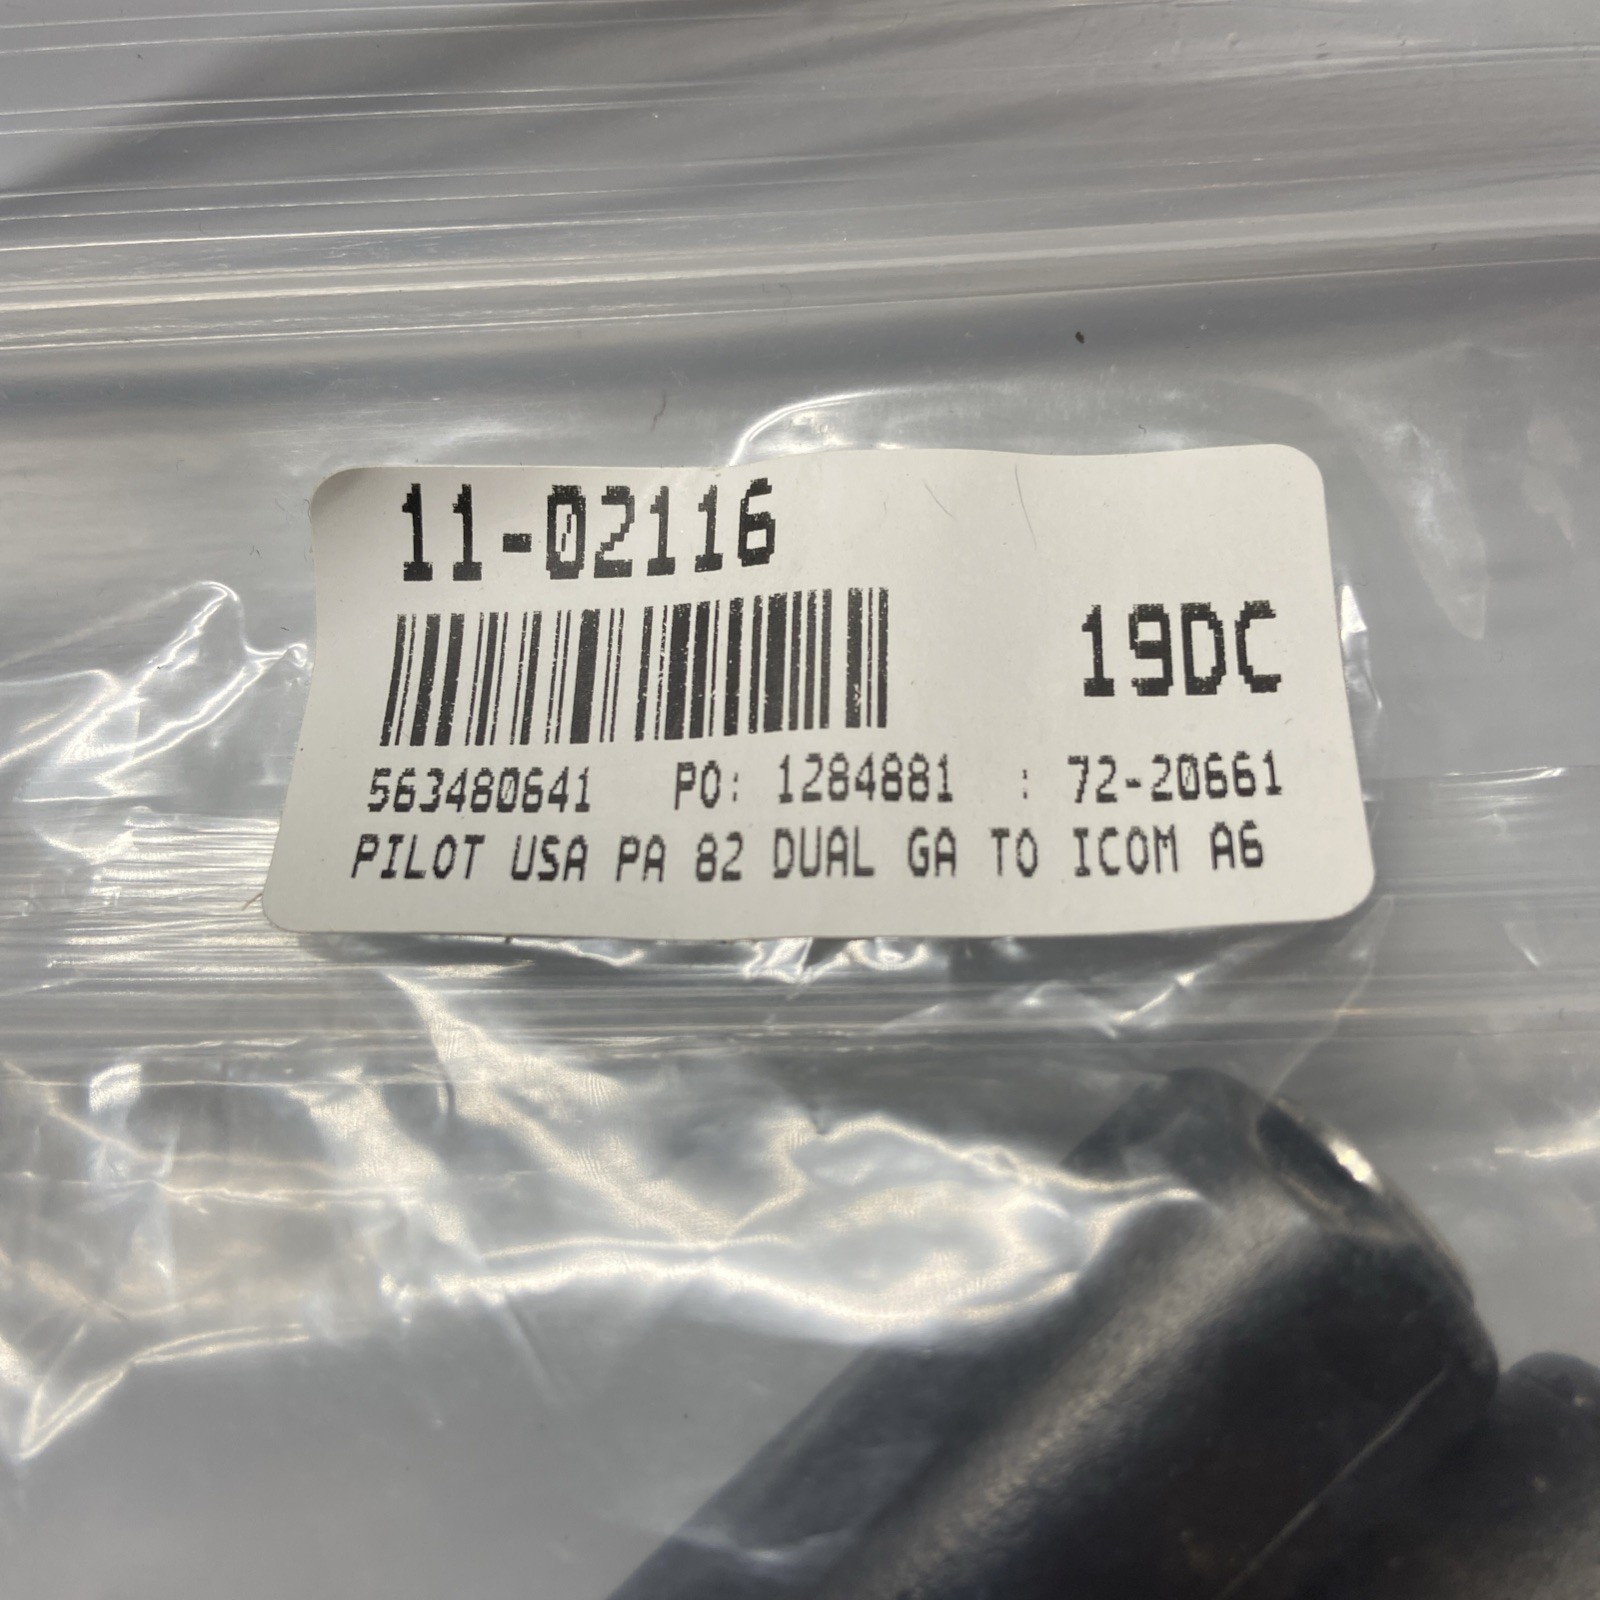 11-02116
19DC
563480641 PO: 1284881 : 72-20661
PILOT USA PA 82 DUAL GA TO ICOM A6